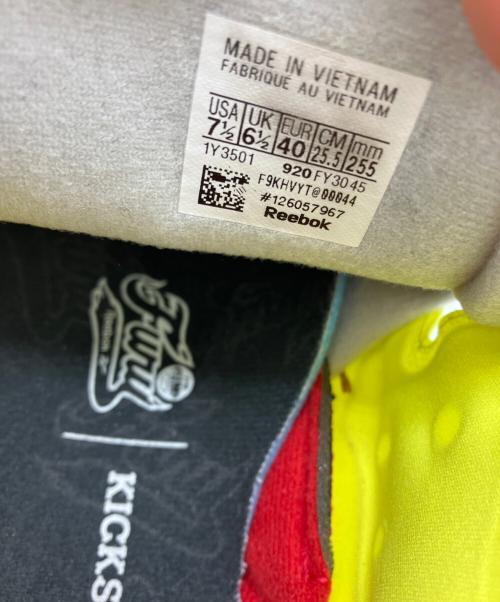 MADE IN VIETNAM
FABRIQUE AU VIETNAM
USA UK EUR CM mm
7½ 6½ 40 25.5 255
1Y3501 920 FY3045
F9KHVYT@00044
#126057967
Reebok
KICKS